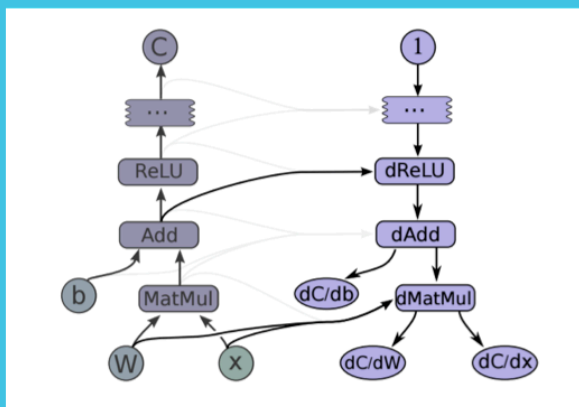 C
1
...
...
ReLU
dReLU
Add
dAdd
b
dC/db
MatMul
dMatMul
W
x
dC/dW
dC/dx